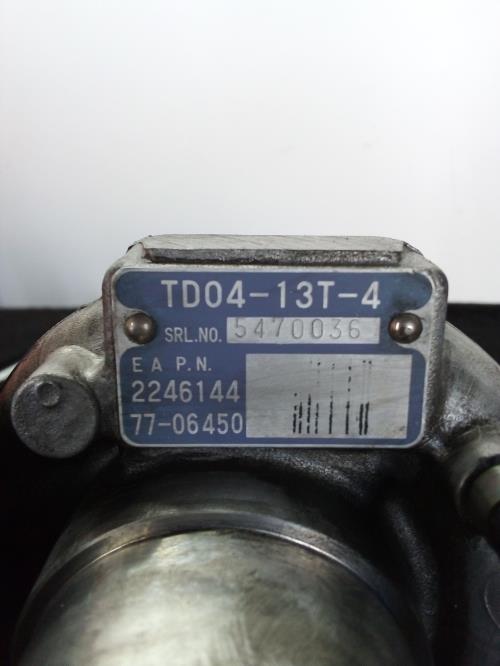 TD04-13T-4
SRL.NO. 5470036
E A P.N.
2246144
77-06450